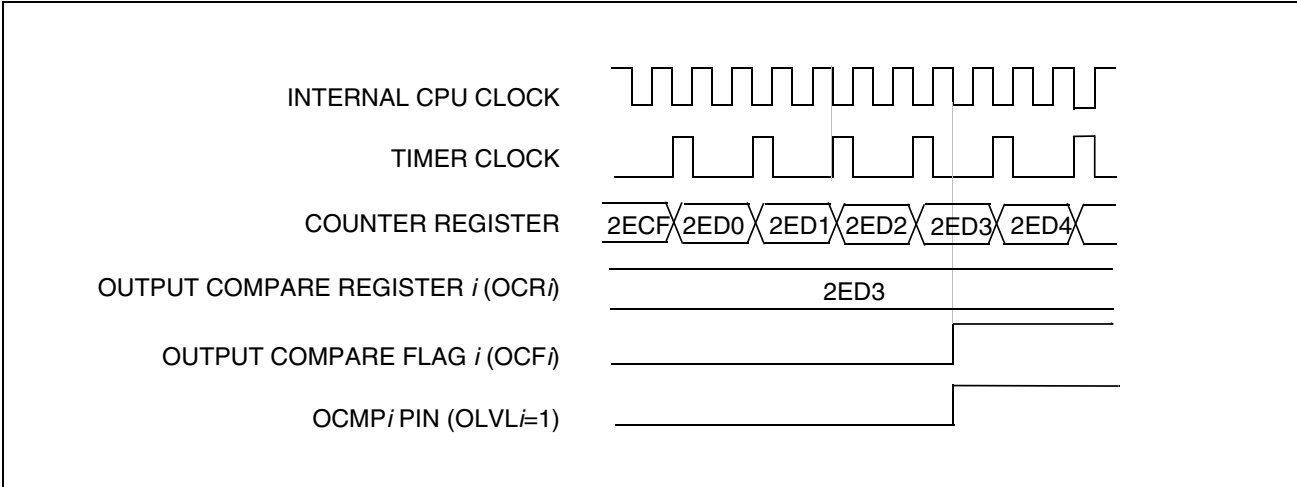 INTERNAL CPU CLOCK
TIMER CLOCK
COUNTER REGISTER 2ECF 2ED0 2ED1 2ED2 2ED3 2ED4
OUTPUT COMPARE REGISTER i (OCRi) 2ED3
OUTPUT COMPARE FLAG i (OCFi)
OCMPi PIN (OLVLi=1)